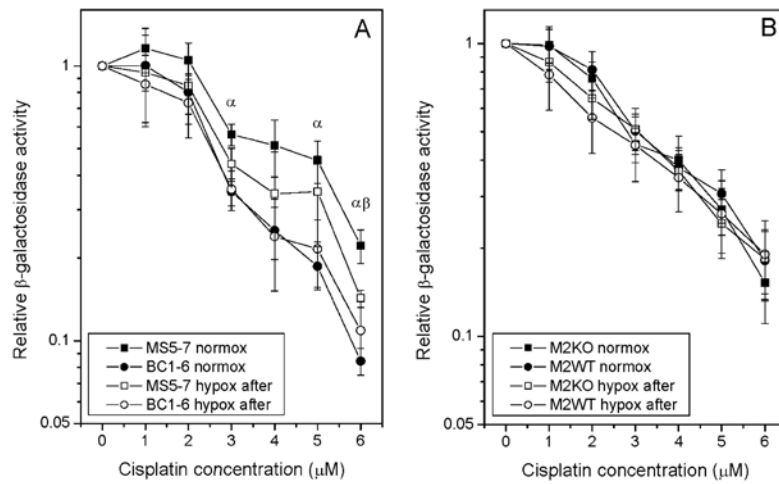 A
1
0.1
0.05
Relative β-galactosidase activity
α
α
αβ
MS5-7 normox
BC1-6 normox
MS5-7 hypox after
BC1-6 hypox after
0 1 2 3 4 5 6
Cisplatin concentration (μM)
B
1
0.1
0.05
Relative β-galactosidase activity
M2KO normox
M2WT normox
M2KO hypox after
M2WT hypox after
0 1 2 3 4 5 6
Cisplatin concentration (μM)